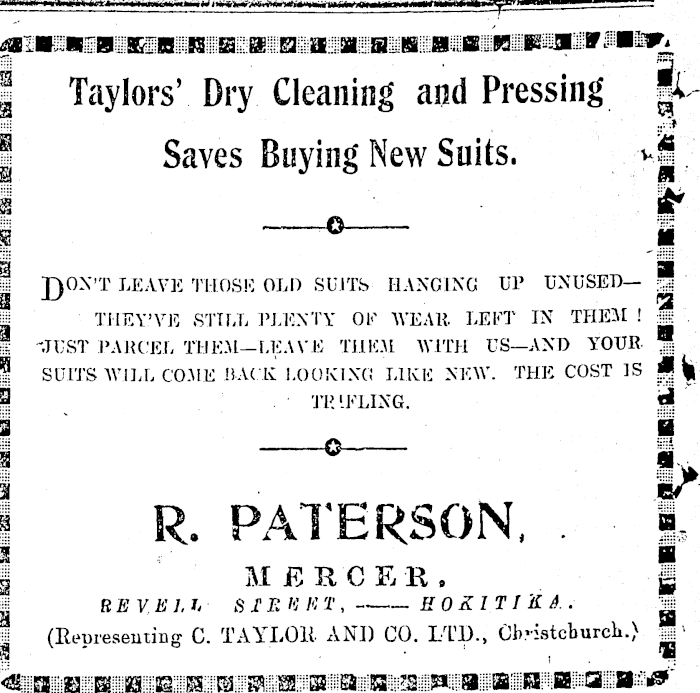 Taylors' Dry Cleaning and Pressing
Saves Buying New Suits.
DON'T LEAVE THOSE OLD SUITS HANGING UP UNUSED—
THEY'VE STILL PLENTY OF WEAR LEFT IN THEM!
JUST PARCEL THEM—LEAVE THEM WITH US—AND YOUR
SUITS WILL COME BACK LOOKING LIKE NEW. THE COST IS
TRIFLING.
R. PATERSON,
MERCER.
REVELL STREET, —— HOKITIKA.
(Representing C. TAYLOR AND CO. LTD., Christchurch.)